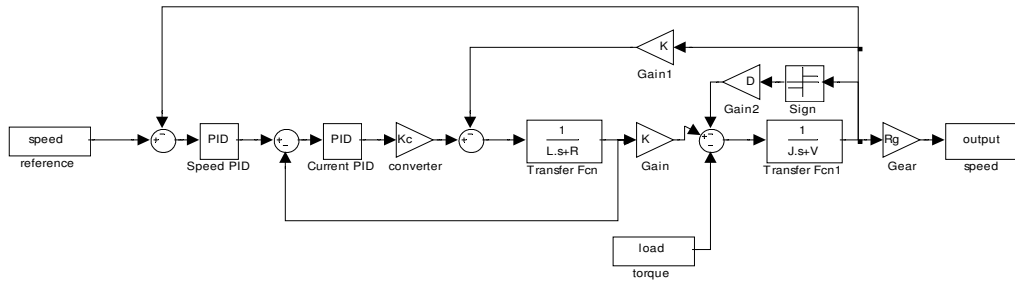 K
Gain1
D
Gain2
Sign
speed
reference
PID
Speed PID
PID
Current PID
Kc
converter
1
L.s+R
Transfer Fcn
K
Gain
1
J.s+V
Transfer Fcn1
Rg
Gear
output
speed
load
torque